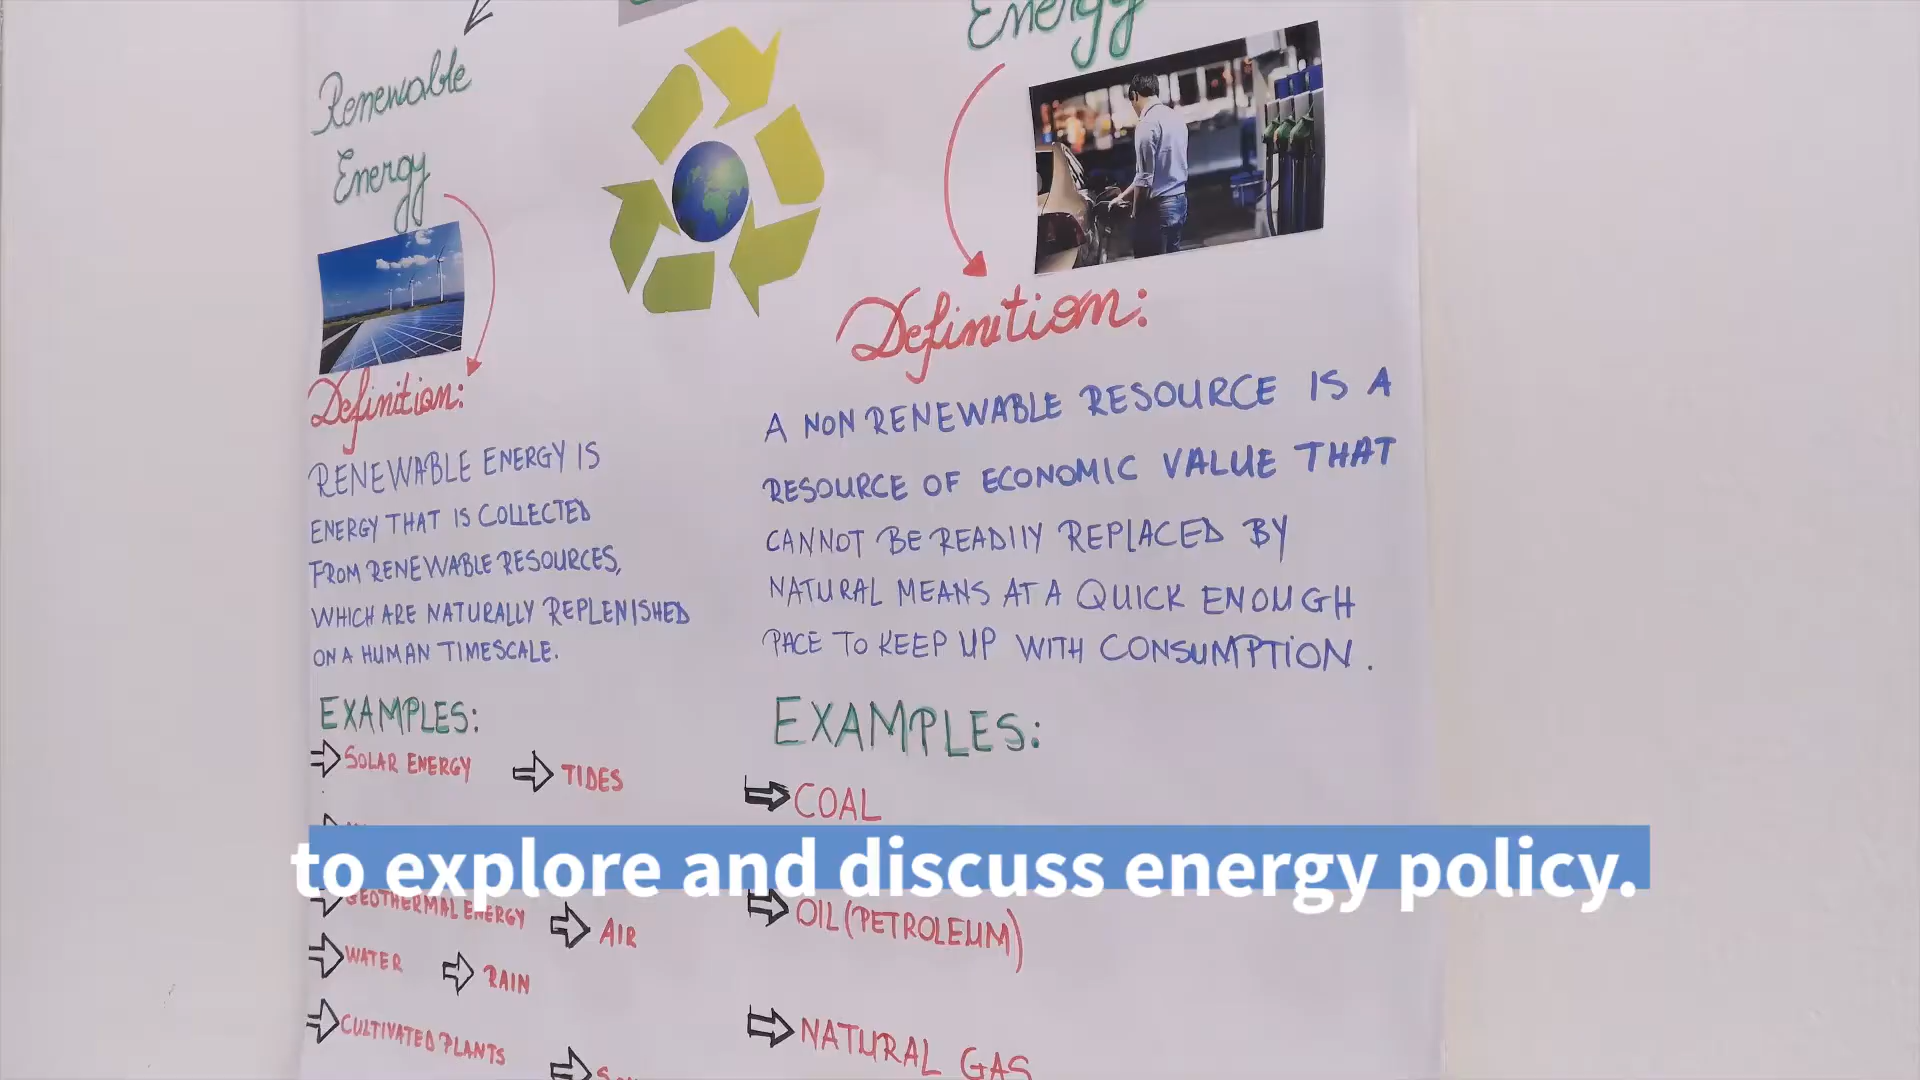 Renewable
Energy
Definition:
RENEWABLE ENERGY IS
ENERGY THAT IS COLLECTED
FROM RENEWABLE RESOURCES,
WHICH ARE NATURALLY REPLENISHED
ON A HUMAN TIMESCALE.
EXAMPLES:
SOLAR ENERGY
TIDES
GEOTHERMAL ENERGY
AIR
WATER
RAIN
CULTIVATED PLANTS
Energy
Definition:
A NON RENEWABLE RESOURCE IS A
RESOURCE OF ECONOMIC VALUE THAT
CANNOT BE READILY REPLACED BY
NATURAL MEANS AT A QUICK ENOUGH
PACE TO KEEP UP WITH CONSUMPTION.
EXAMPLES:
COAL
OIL (PETROLEUM)
NATURAL GAS
to explore and discuss energy policy.